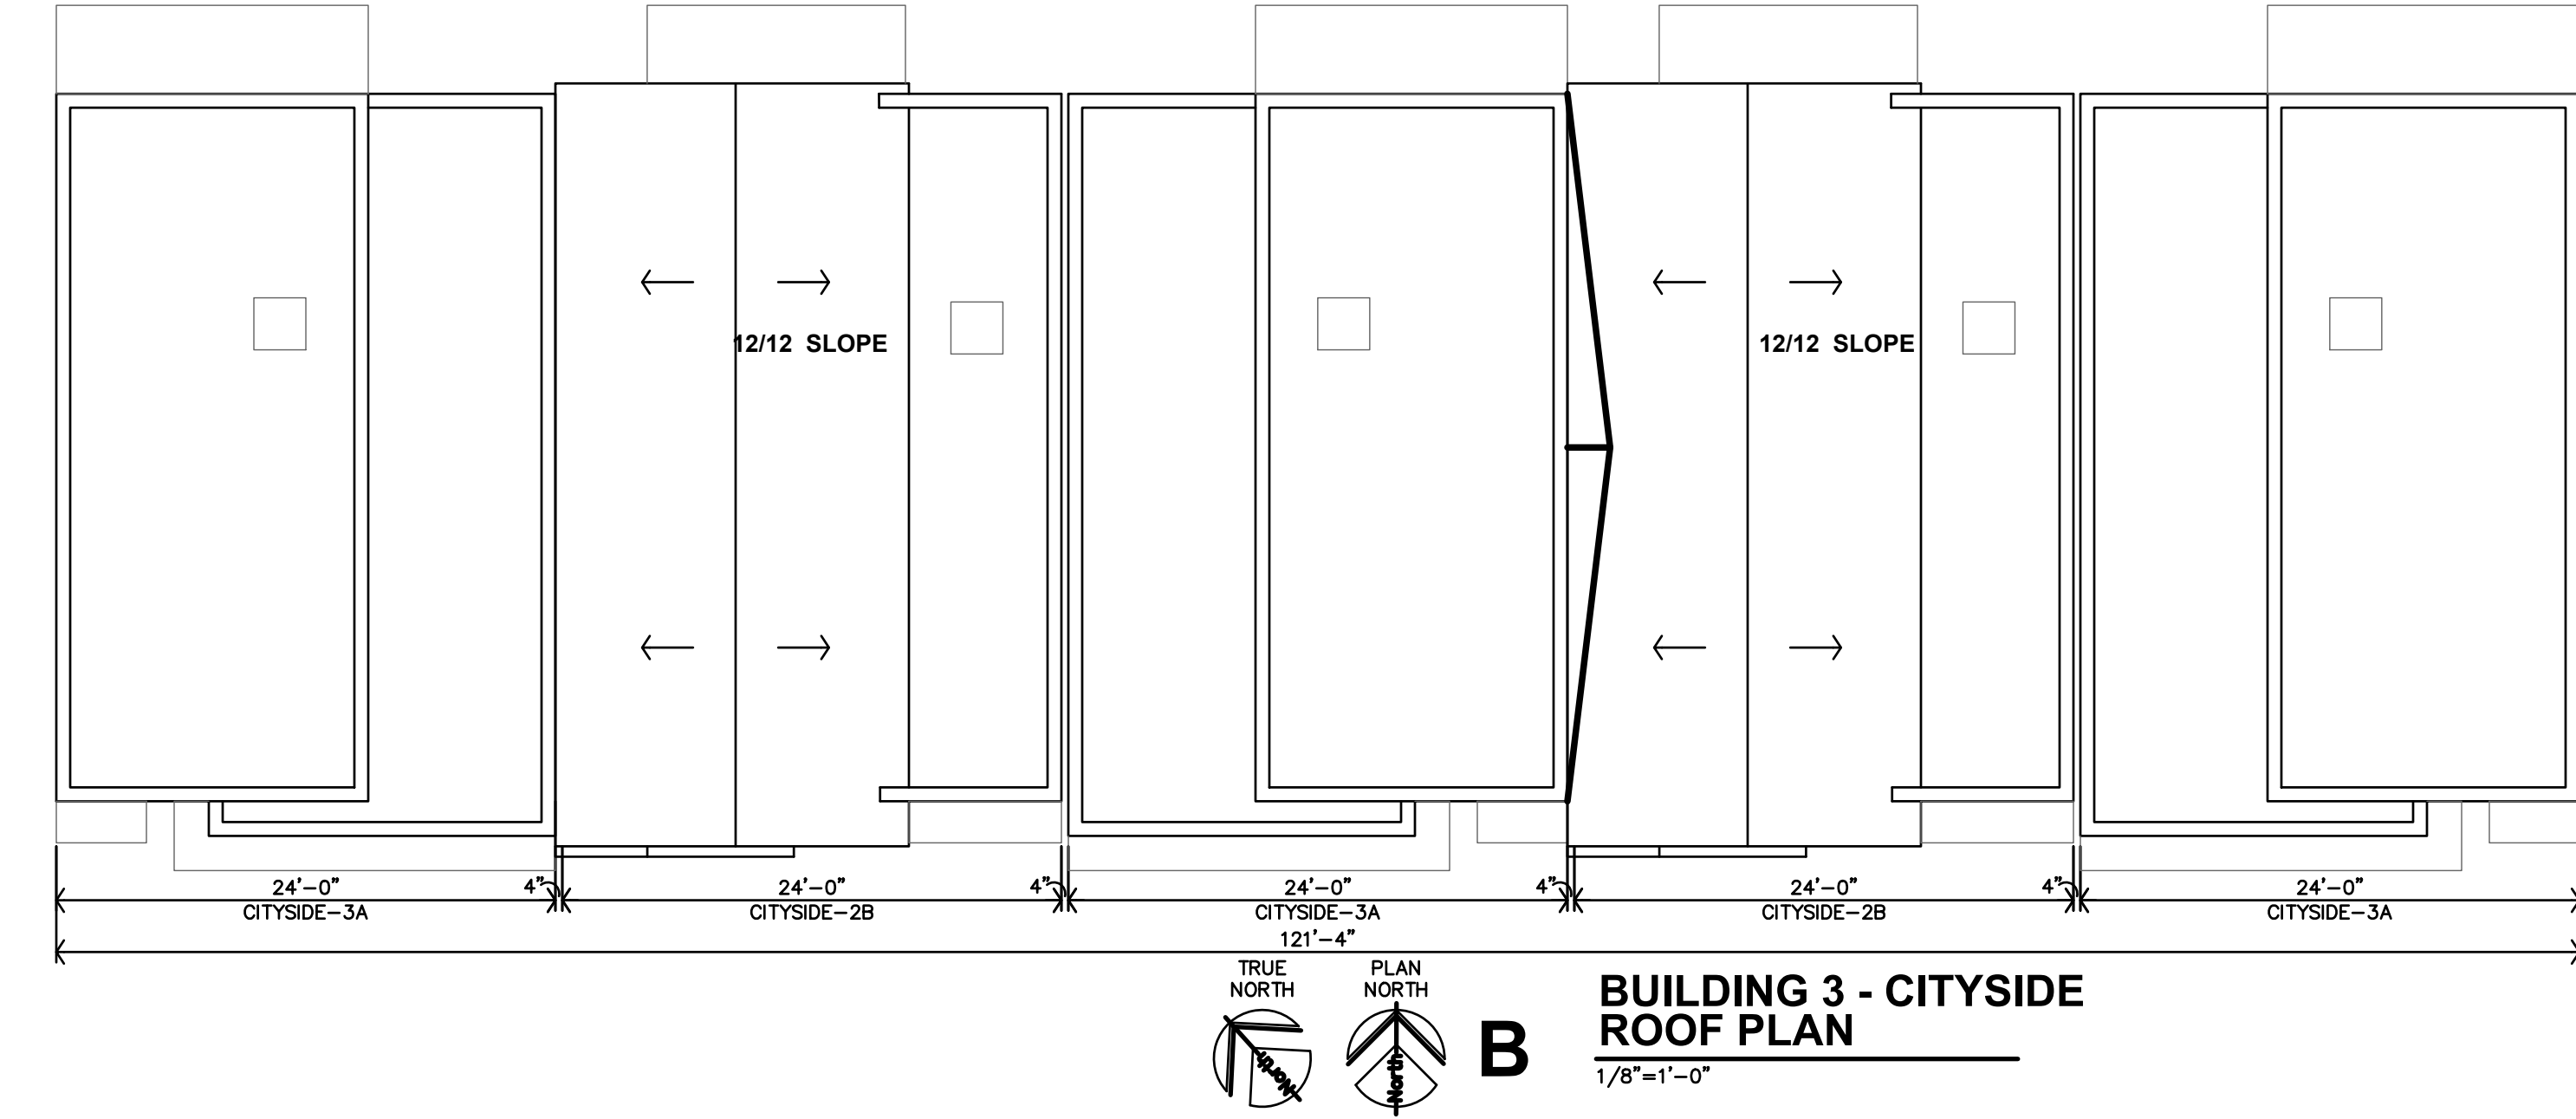 12/12 SLOPE
12/12 SLOPE
24'-0" 4" 24'-0" 4" 24'-0" 4" 24'-0" 4" 24'-0"
CITYSIDE-3A CITYSIDE-2B CITYSIDE-3A CITYSIDE-2B CITYSIDE-3A
121'-4"
TRUE
NORTH
North
PLAN
NORTH
North
B
BUILDING 3 - CITYSIDE
ROOF PLAN
1/8"=1'-0"